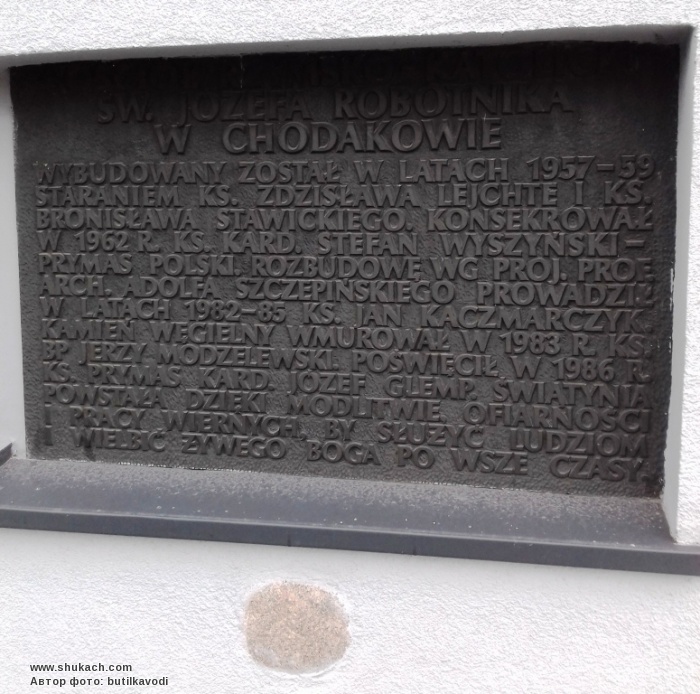 ŚW. JÓZEFA ROBOTNIKA
W CHODAKOWIE
WYBUDOWANY ZOSTAŁ W LATACH 1957-59
STARANIEM KS. ZDZISŁAWA LEJCHTE I KS.
BRONISŁAWA STAWICKIEGO. KONSEKROWAŁ
W 1962 R. KS. KARD. STEFAN WYSZYŃSKI-
PRYMAS POLSKI. ROZBUDOWĘ WG PROJ. PROF.
ARCH. ADOLFA SZCZEPIŃSKIEGO PROWADZIŁ
W LATACH 1982-85 KS. JAN KACZMARCZYK.
KAMIEŃ WĘGIELNY WMUROWAŁ W 1983 R. KS.
BP JERZY MODZELEWSKI. POŚWIĘCIŁ W 1986 R.
KS. PRYMAS KARD. JÓZEF GLEMP. ŚWIĄTYNIA
POWSTAŁA DZIĘKI MODLITWIE OFIARNOŚCI
I PRACY WIERNYCH, BY SŁUŻYĆ LUDZIOM
I WIELBIĆ ŻYWEGO BOGA PO WSZE CZASY.
www.shukach.com
Автор фото: butilkavodi